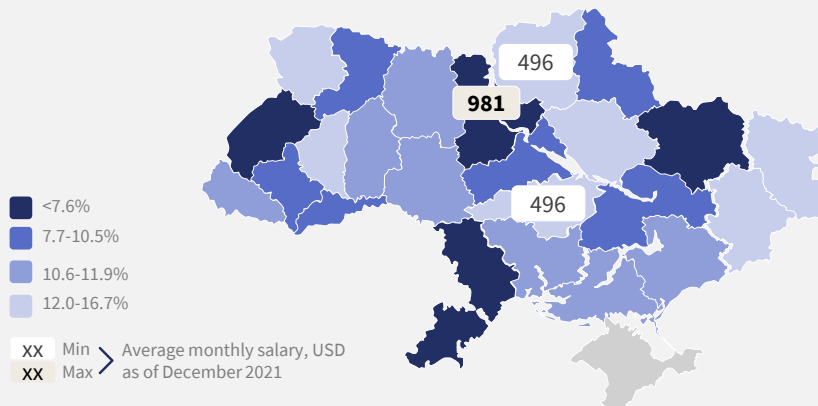 496
981
496
<7.6%
7.7-10.5%
10.6-11.9%
12.0-16.7%
xx Min
xx Max
Average monthly salary, USD
as of December 2021